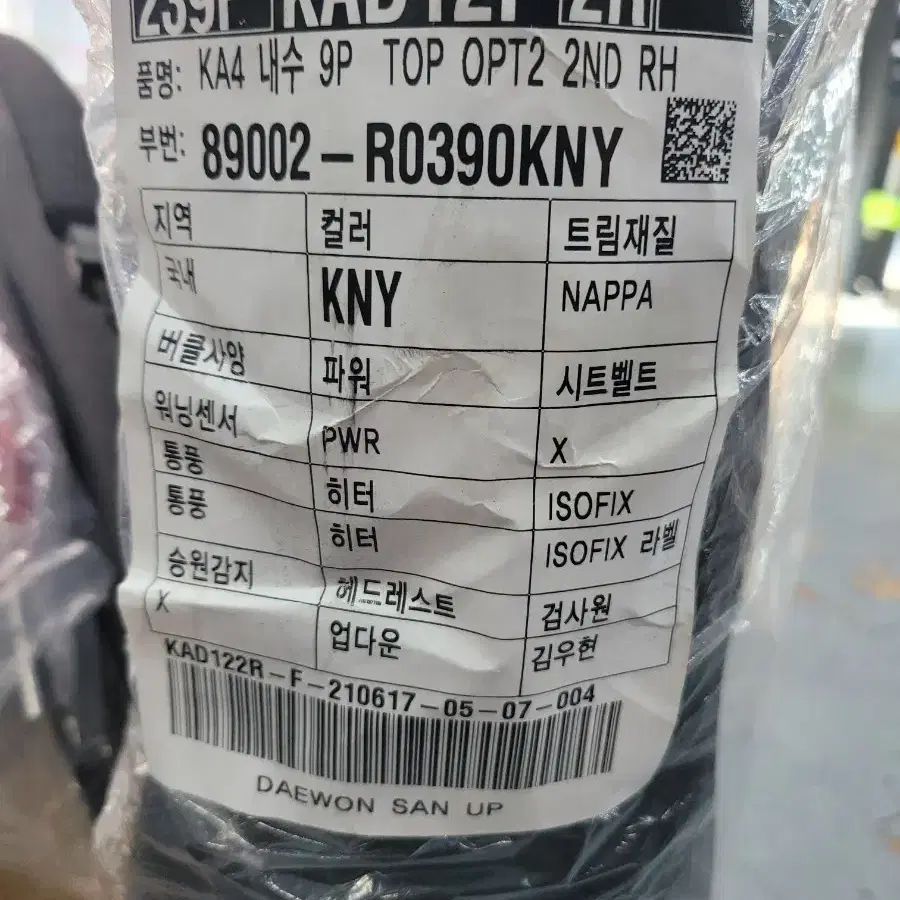 239P KAD12P 2R
품명: KA4 내수 9P TOP OPT2 2ND RH
부번: 89002-R0390KNY
지역 컬러 트림재질
국내 KNY NAPPA
버클사양 파워 시트벨트
워닝센서 PWR X
통풍 히터 ISOFIX
통풍 히터 ISOFIX 라벨
승원감지 헤드레스트 검사원
X 업다운 김우현
KAD122R-F-210617-05-07-004
DAEWON SAN UP